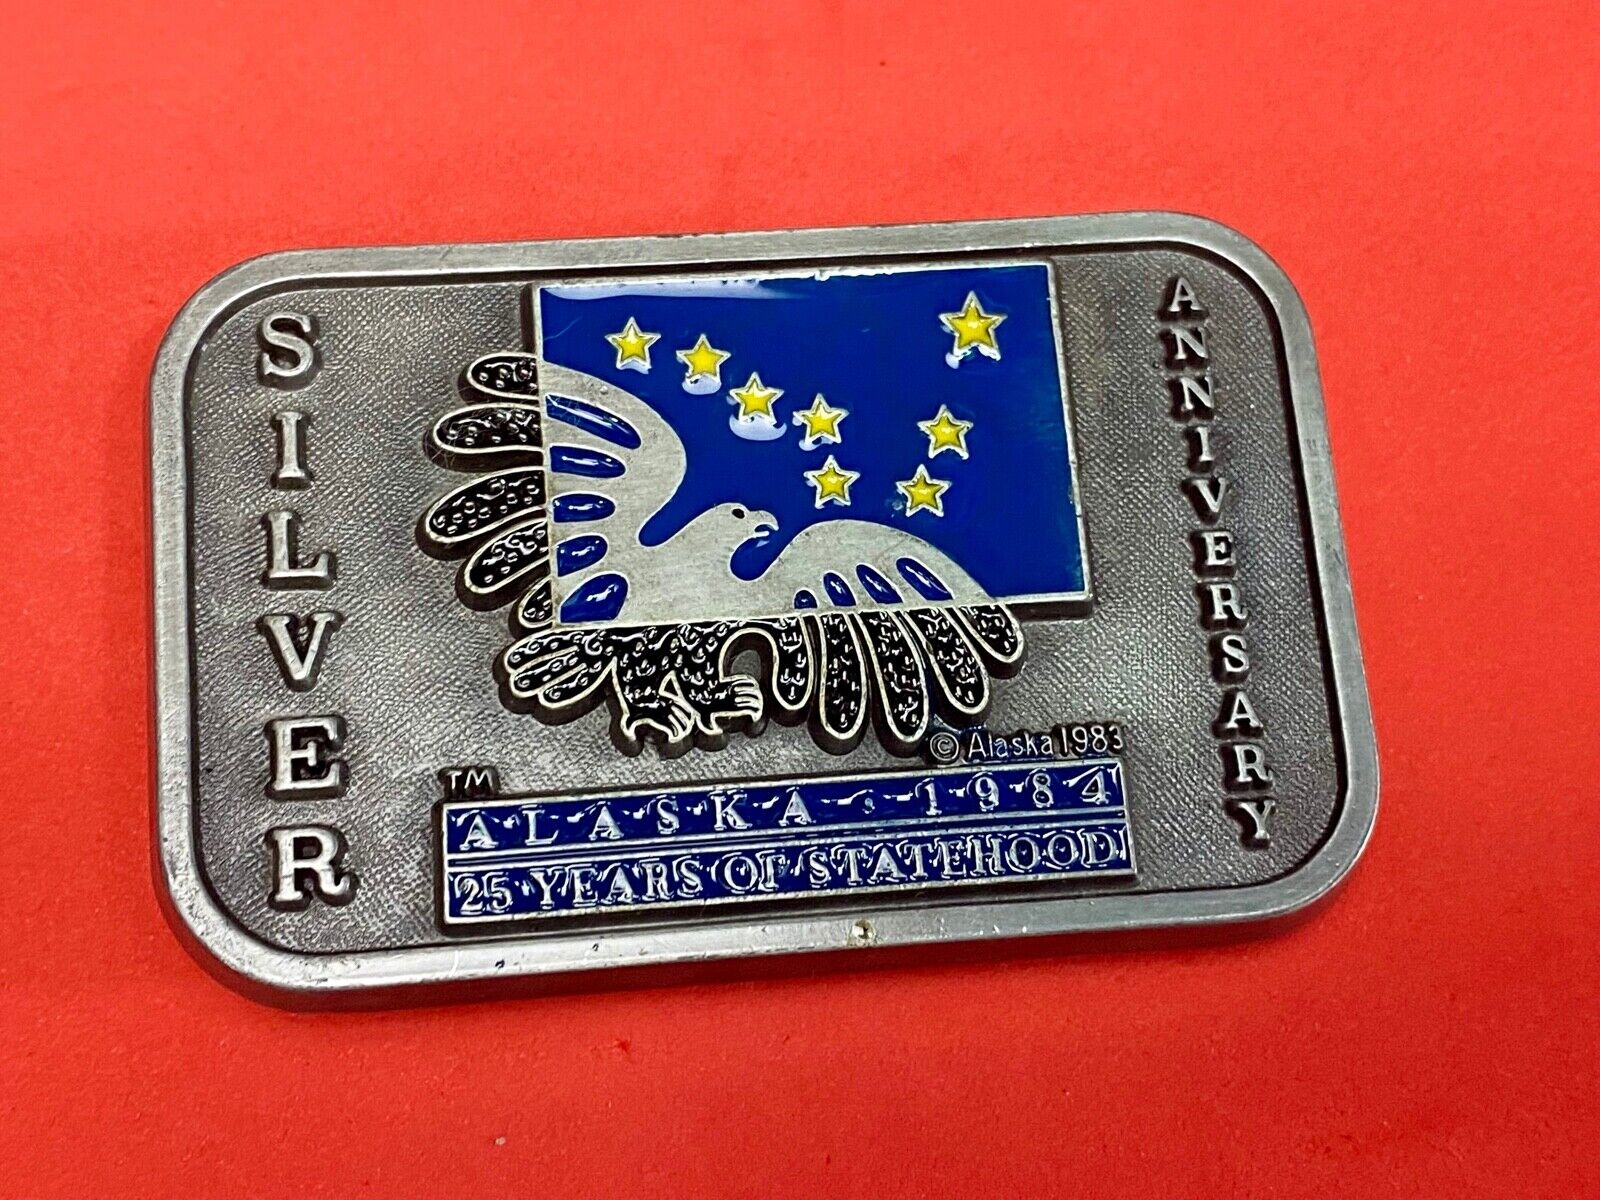 SILVER
ANNIVERSARY
© Alaska 1983
TM
ALASKA · 1984
25 YEARS OF STATEHOOD